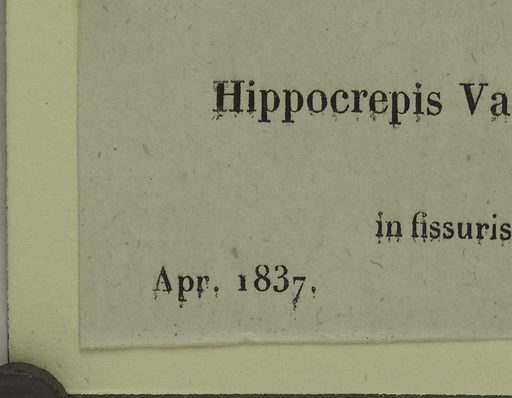 Hippocrepis Va
in fissuris
Apr. 1837.